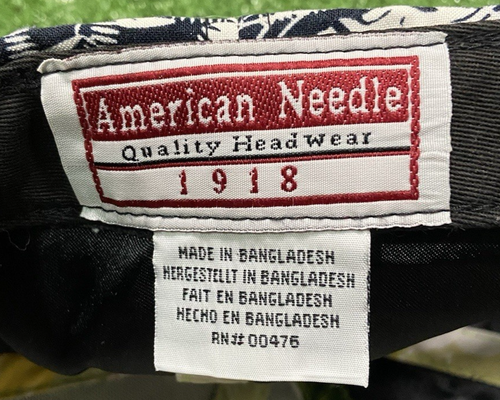 American Needle
Quality Headwear
1918
MADE IN BANGLADESH
HERGESTELLT IN BANGLADESH
FAIT EN BANGLADESH
HECHO EN BANGLADESH
RN# 00476